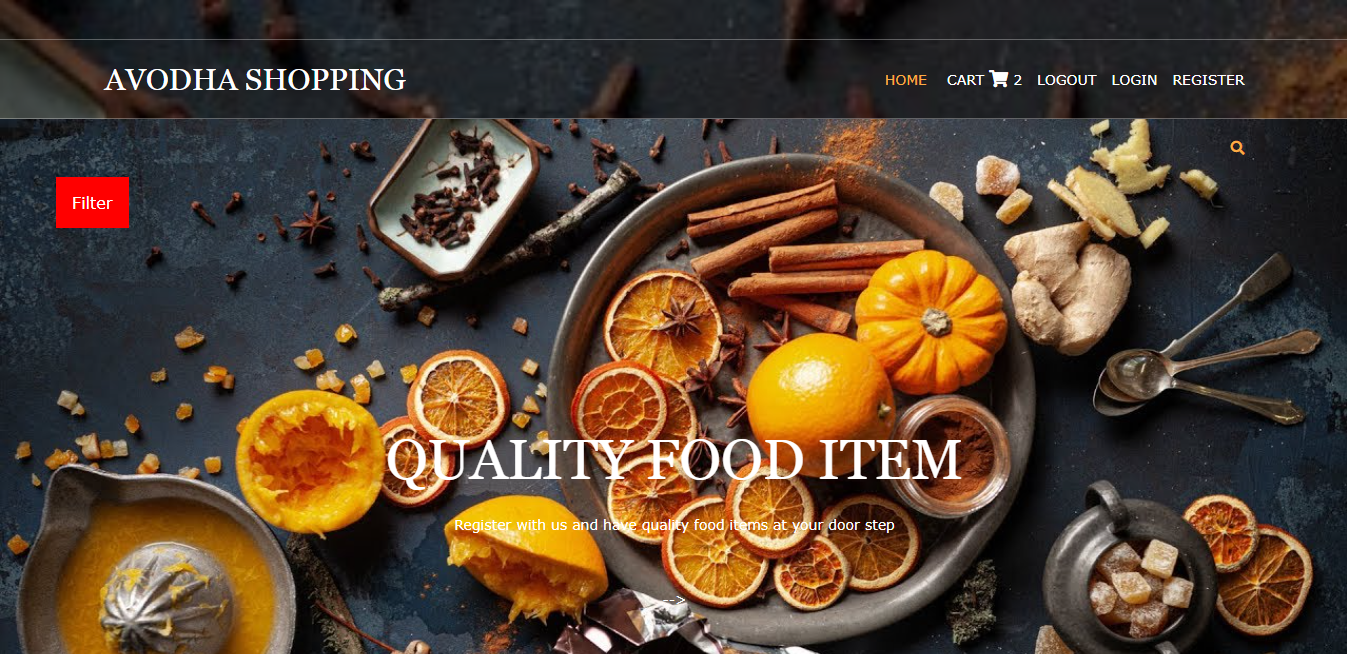 AVODHA SHOPPING
HOME CART 2 LOGOUT LOGIN REGISTER
Filter
QUALITY FOOD ITEM
Register with us and have quality food items at your door step
-->